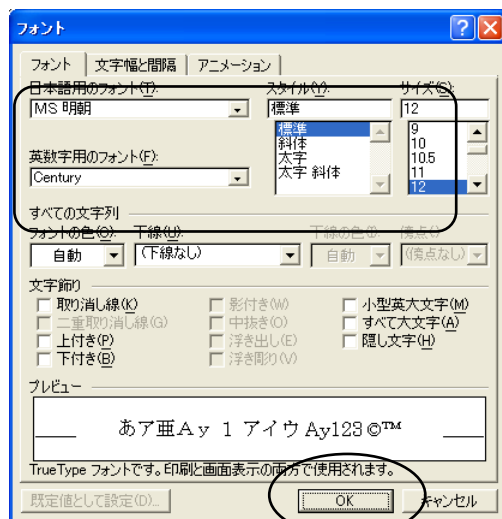 フォント
フォント 文字幅と間隔 アニメーション
日本語用のフォント(T): スタイル(Y): サイズ(S):
MS 明朝 標準 12
標準 9
斜体 10
太字 10.5
太字 斜体 11
12
英数字用のフォント(F):
Century
すべての文字列
フォントの色(C): 下線(U): 下線の色(I): 傍点(:)
自動 (下線なし) 自動 (傍点なし)
文字飾り
取り消し線(K) 影付き(W) 小型英大文字(M)
二重取り消し線(G) 中抜き(O) すべて大文字(A)
上付き(P) 浮き出し(E) 隠し文字(H)
下付き(B) 浮き彫り(V)
プレビュー
あア亜Ay 1 アイウ Ay123©™
TrueType フォントです。印刷と画面表示の両方で使用されます。
既定値として設定(D)... OK キャンセル